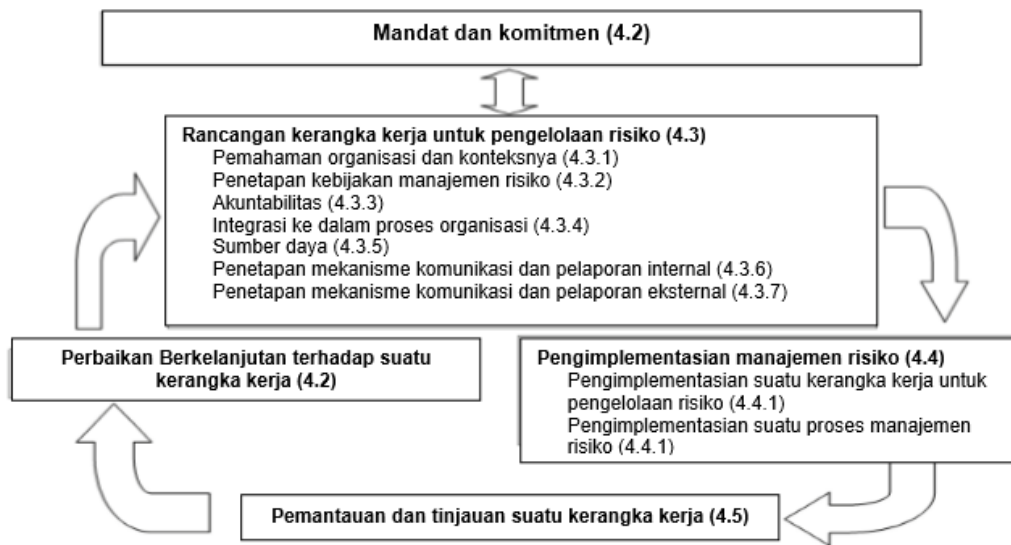 Mandat dan komitmen (4.2)
Rancangan kerangka kerja untuk pengelolaan risiko (4.3)
Pemahaman organisasi dan konteksnya (4.3.1)
Penetapan kebijakan manajemen risiko (4.3.2)
Akuntabilitas (4.3.3)
Integrasi ke dalam proses organisasi (4.3.4)
Sumber daya (4.3.5)
Penetapan mekanisme komunikasi dan pelaporan internal (4.3.6)
Penetapan mekanisme komunikasi dan pelaporan eksternal (4.3.7)
Perbaikan Berkelanjutan terhadap suatu
kerangka kerja (4.2)
Pengimplementasian manajemen risiko (4.4)
Pengimplementasian suatu kerangka kerja untuk
pengelolaan risiko (4.4.1)
Pengimplementasian suatu proses manajemen
risiko (4.4.1)
Pemantauan dan tinjauan suatu kerangka kerja (4.5)